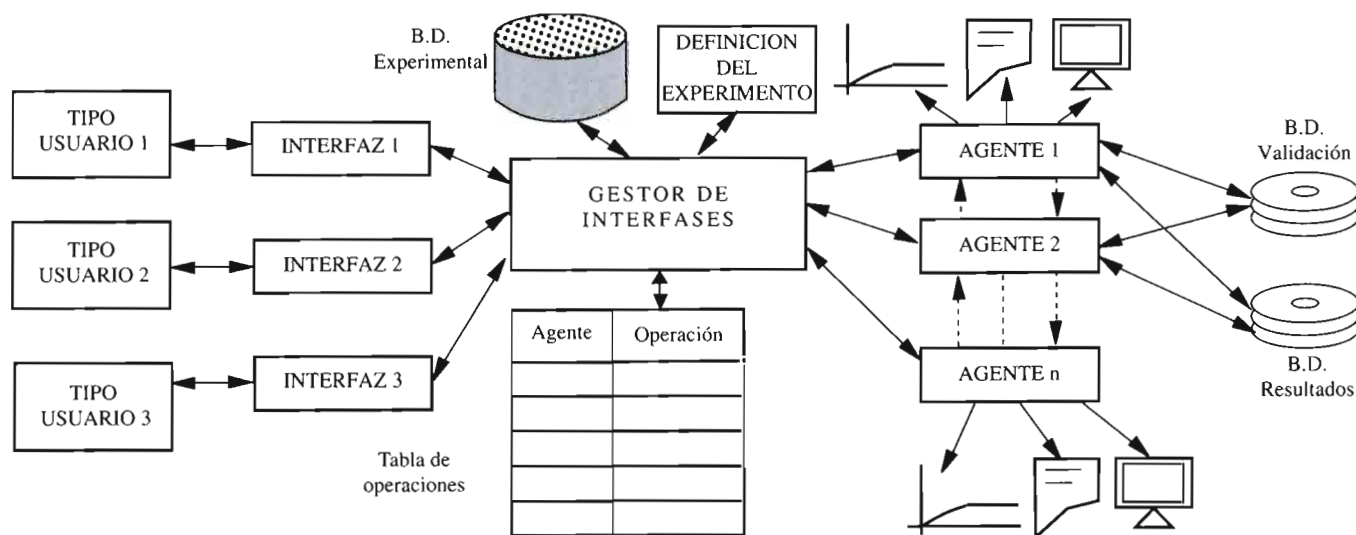 B.D.
Experimental
DEFINICION
DEL
EXPERIMENTO
TIPO
USUARIO 1
INTERFAZ 1
AGENTE 1
B.D.
Validación
GESTOR DE
INTERFASES
TIPO
USUARIO 2
INTERFAZ 2
AGENTE 2
Agente
Operación
TIPO
USUARIO 3
INTERFAZ 3
AGENTE n
B.D.
Resultados
Tabla de
operaciones